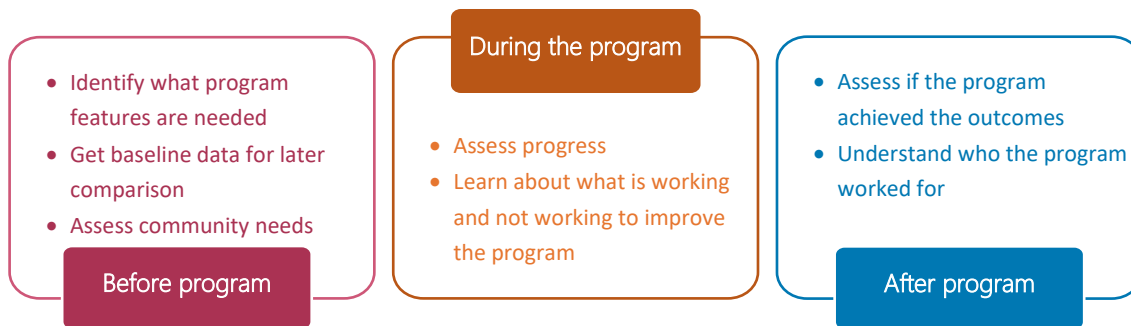 • Identify what program
features are needed
• Get baseline data for later
comparison
• Assess community needs
Before program
During the program
• Assess progress
• Learn about what is working
and not working to improve
the program
• Assess if the program
achieved the outcomes
• Understand who the program
worked for
After program